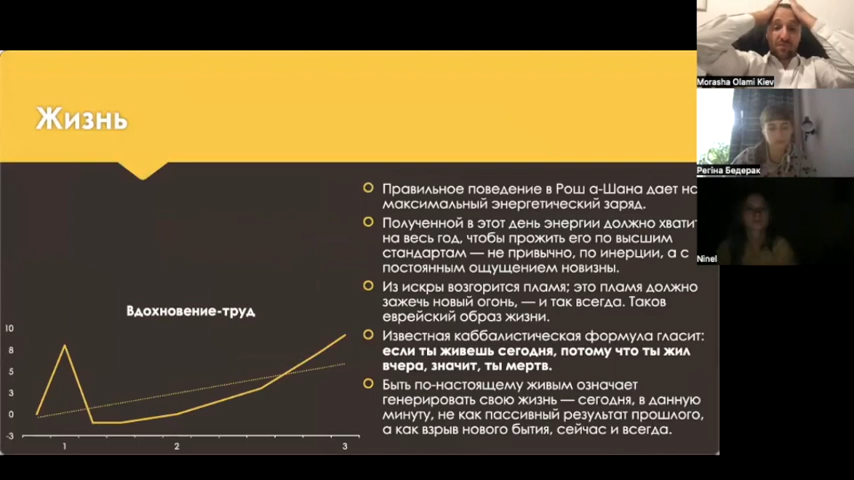 Жизнь
Правильное поведение в Рош а-Шана дает
максимальный энергетический заряд.
Полученной в этот день энергии должно
на весь год, чтобы прожить его по высшим
стандартам — не привычно, по инерции, а с
постоянным ощущением новизны.
Из искры возгорится пламя; это пламя должно
зажечь новый огонь, — и так всегда. Таков
еврейский образ жизни.
Известная каббалистическая формула гласит:
если ты живешь сегодня, потому что ты жил
вчера, значит, ты мертв.
Быть по-настоящему живым означает
генерировать свою жизнь — сегодня, в данную
минуту, не как пассивный результат прошлого,
а как взрыв нового бытия, сейчас и всегда.
Вдохновение-труд
10
8
5
3
0
-3
1 2 3
Morasha Olami Kiev
Регіна Бедерак
Ninel